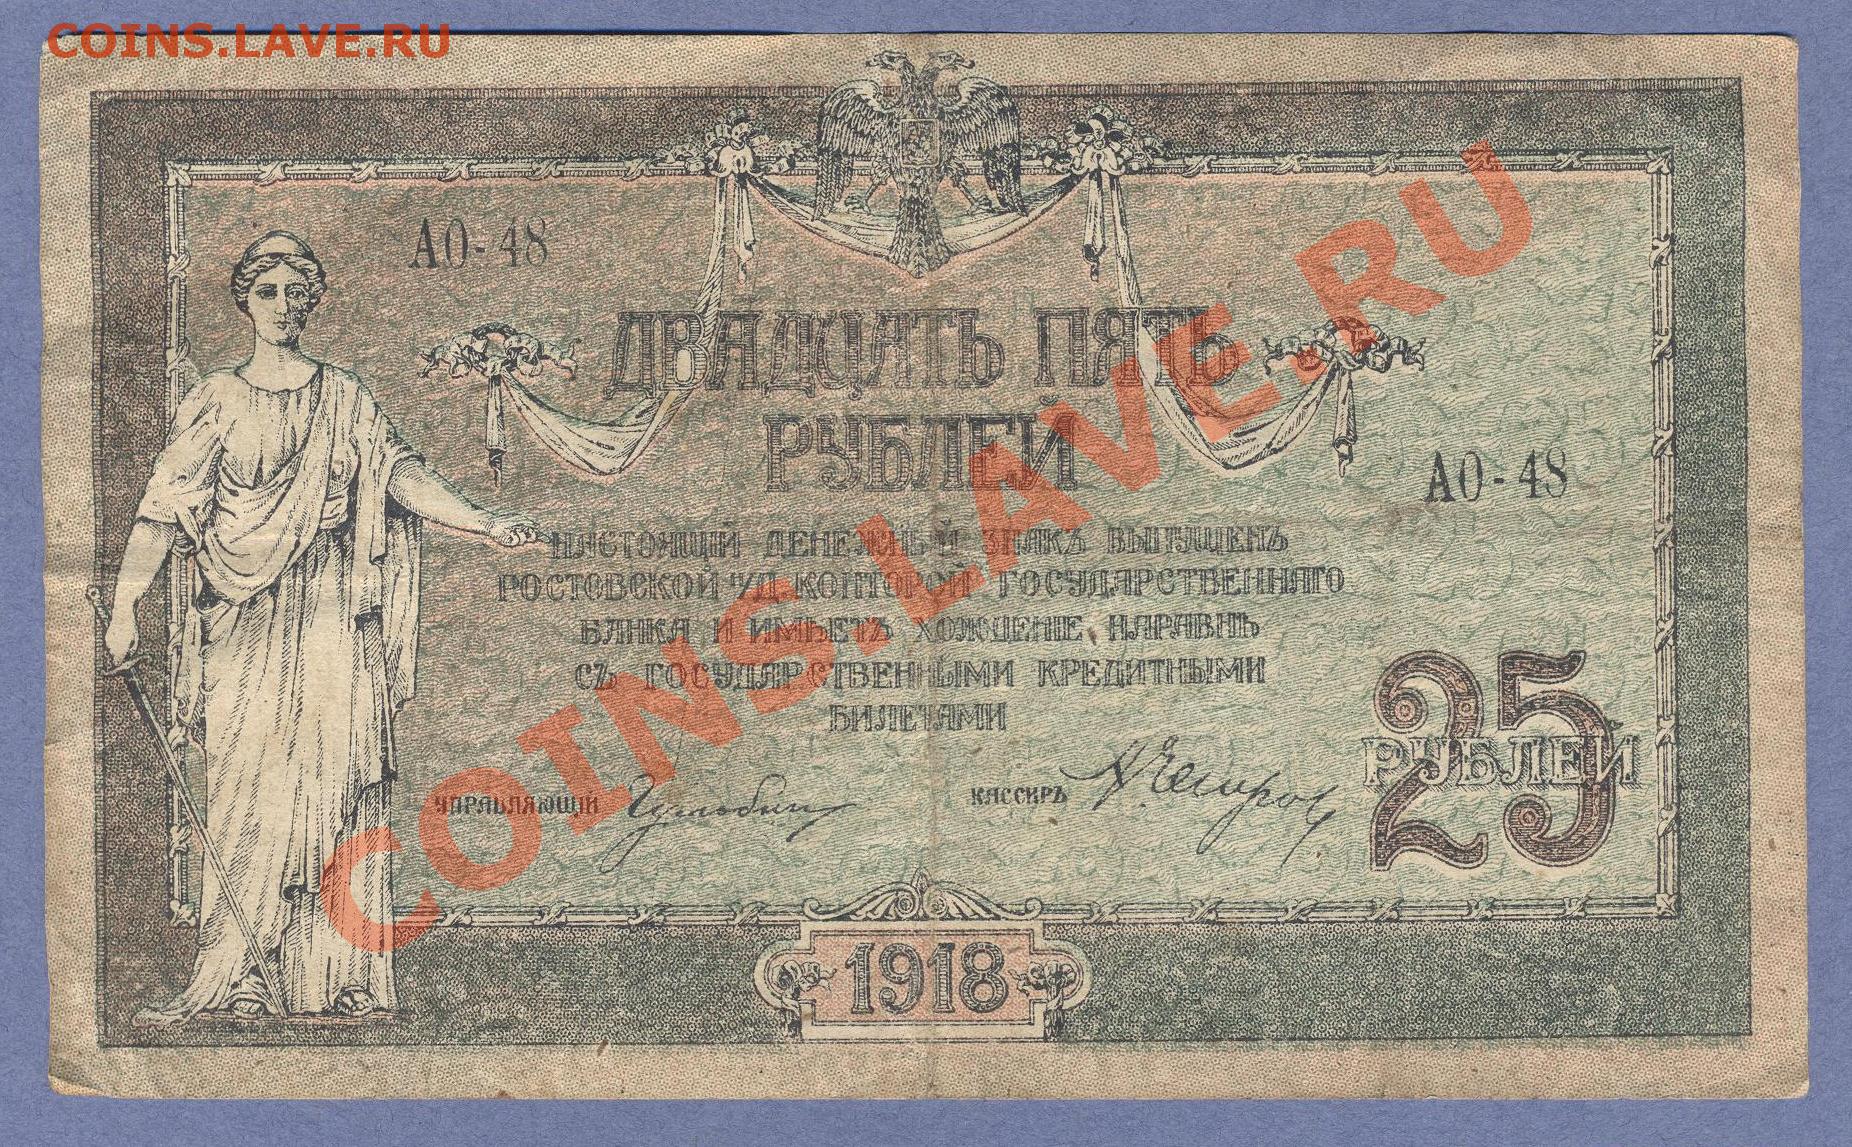 COINS.LAVE.RU
АО-48
ДВАДЦАТЬ ПЯТЬ
РУБЛЕЙ
АО-48
НАСТОЯЩІЙ ДЕНЕЖНЫЙ ЗНАКЪ ВЫПУЩЕНЪ
РОСТОВСКОЙ н/Д. КОНТОРОЙ ГОСУДАРСТВЕННАГО
БАНКА И ИМѢЕТЪ ХОЖДЕНІЕ НАРАВНѢ
СЪ ГОСУДАРСТВЕННЫМИ КРЕДИТНЫМИ
БИЛЕТАМИ
25
РУБЛЕЙ
УПРАВЛЯЮЩІЙ
КАССИРЪ
1918
COINS.LAVE.RU